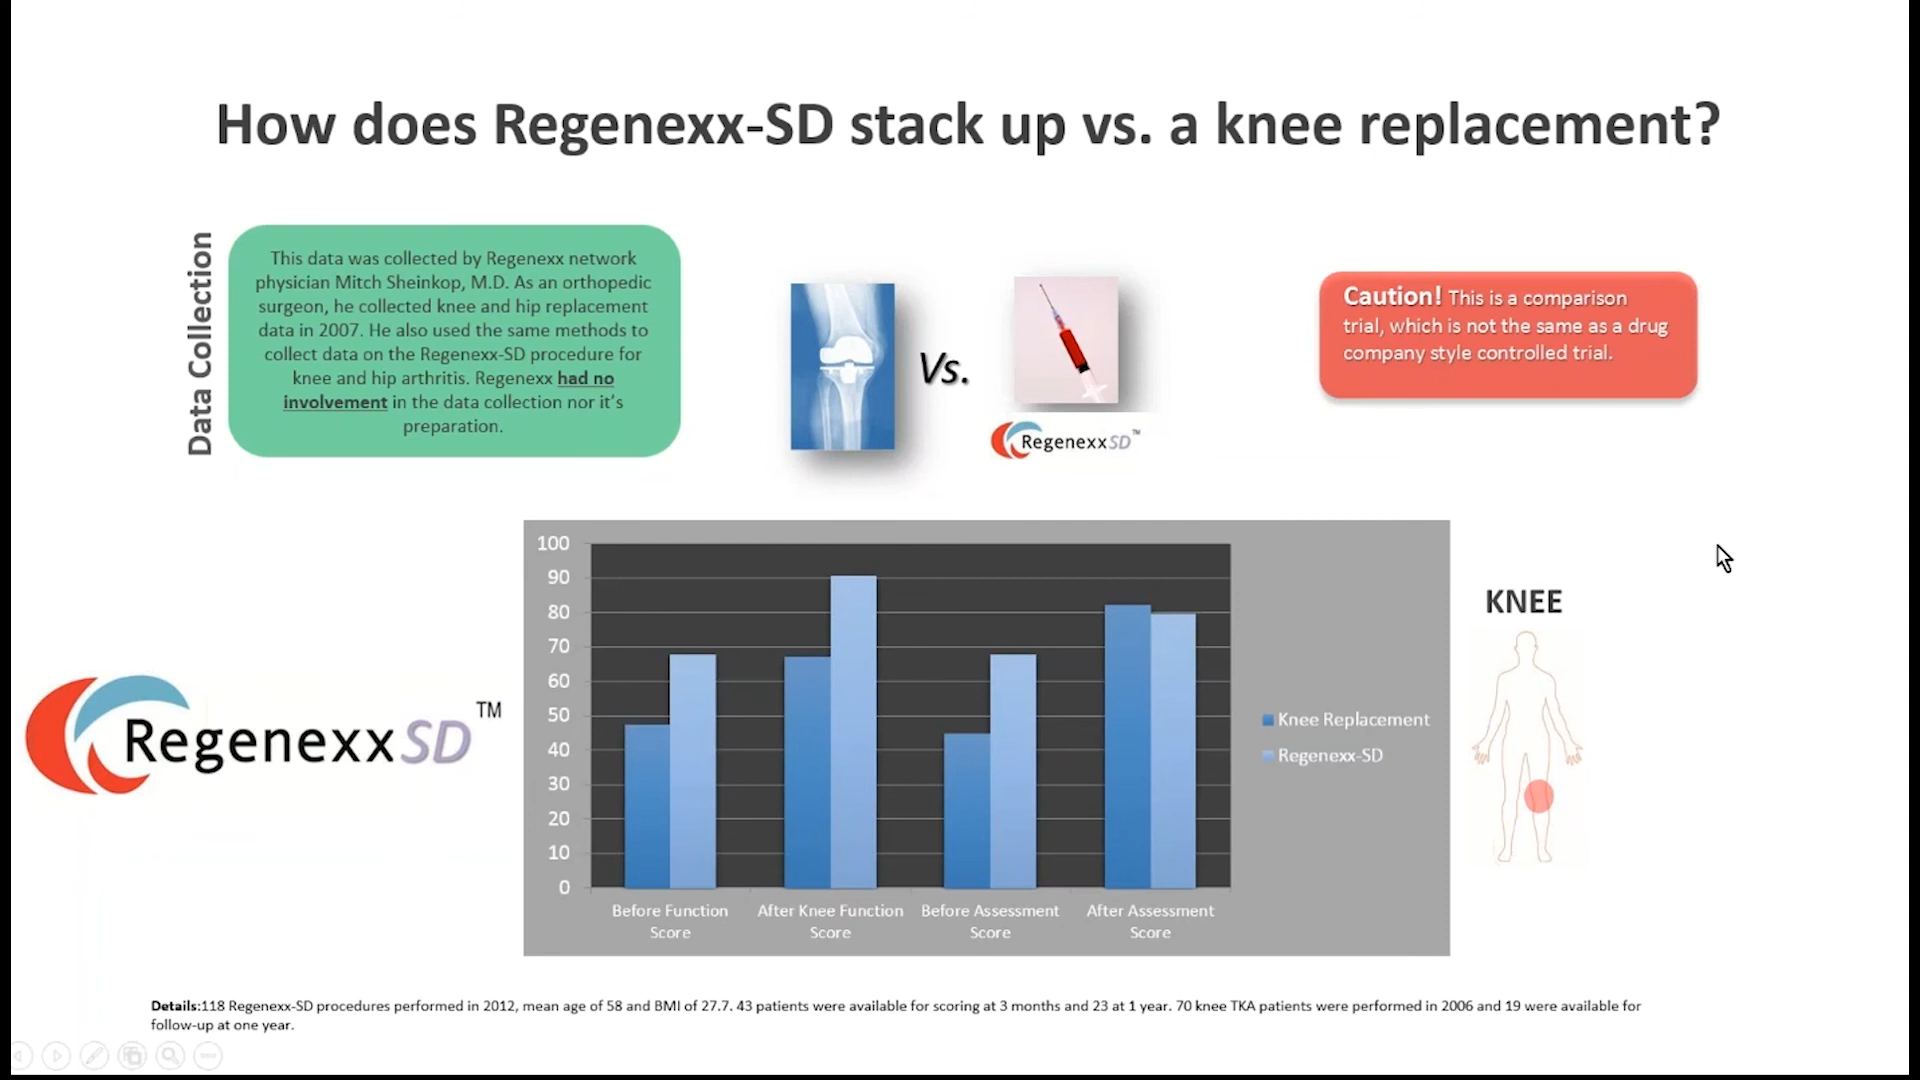 How does Regenexx-SD stack up vs. a knee replacement?
Data Collection
This data was collected by Regenexx network
physician Mitch Sheinkop, M.D. As an orthopedic
surgeon, he collected knee and hip replacement
data in 2007. He also used the same methods to
collect data on the Regenexx-SD procedure for
knee and hip arthritis. Regenexx had no
involvement in the data collection nor it's
preparation.
Vs.
RegenexxSD™
Caution! This is a comparison
trial, which is not the same as a drug
company style controlled trial.
RegenexxSD™
100
90
80
70
60
50
40
30
20
10
0
Before Function
Score
After Knee Function
Score
Before Assessment
Score
After Assessment
Score
Knee Replacement
Regenexx-SD
KNEE
Details:118 Regenexx-SD procedures performed in 2012, mean age of 58 and BMI of 27.7. 43 patients were available for scoring at 3 months and 23 at 1 year. 70 knee TKA patients were performed in 2006 and 19 were available for
follow-up at one year.